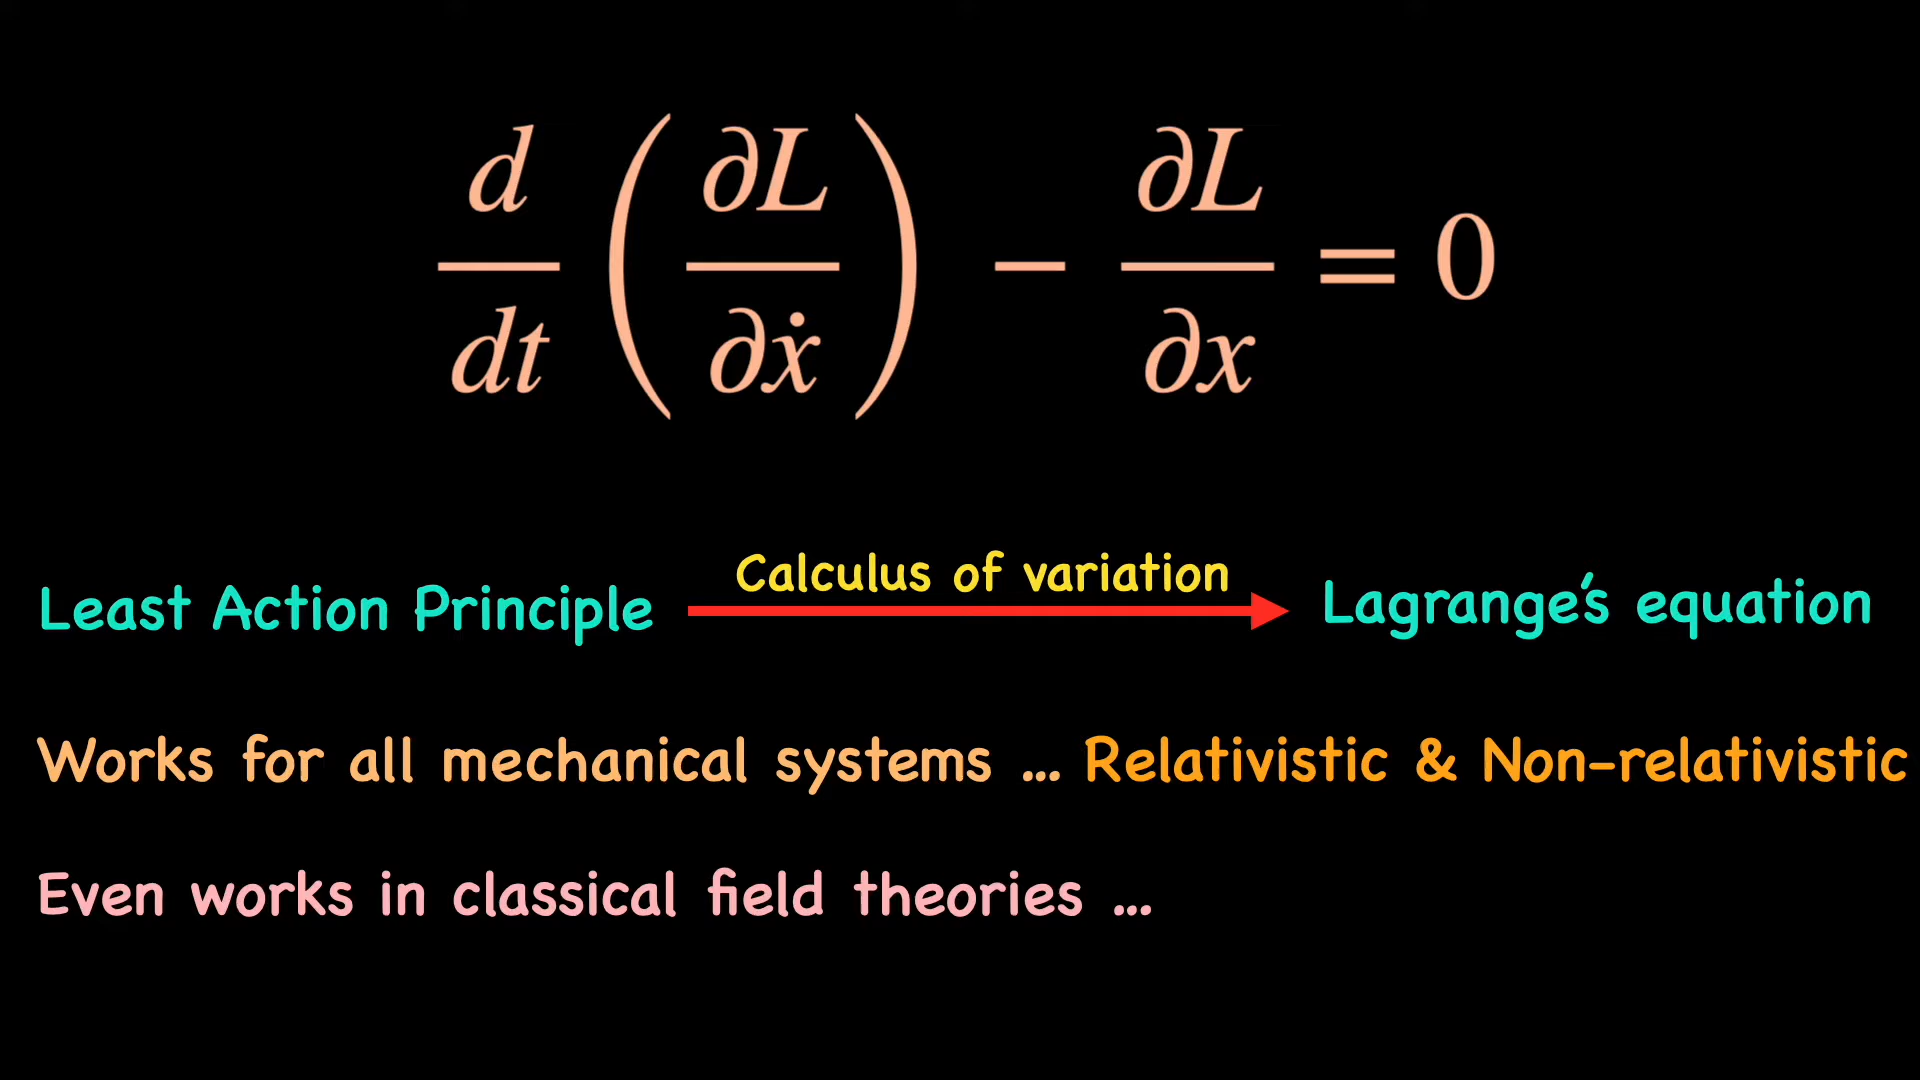 d/dt (∂L/∂ẋ) − ∂L/∂x = 0
Calculus of variation
Least Action Principle → Lagrange's equation
Works for all mechanical systems ... Relativistic & Non-relativistic
Even works in classical field theories ...